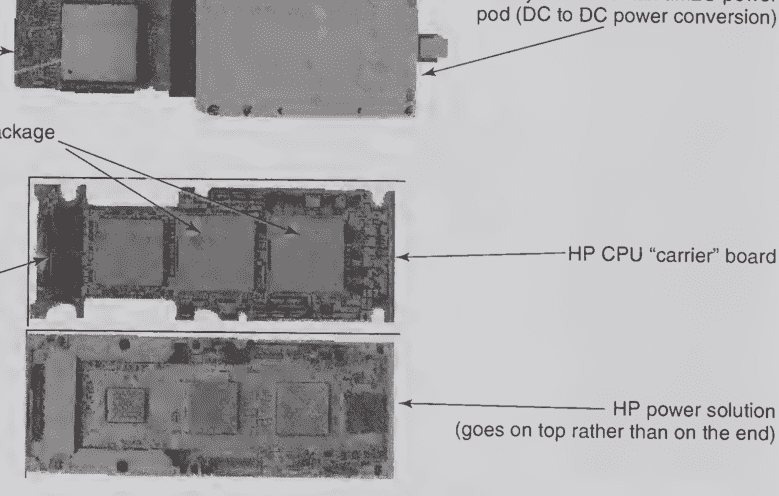 pod (DC to DC power conversion)
HP CPU “carrier” board
HP power solution
(goes on top rather than on the end)